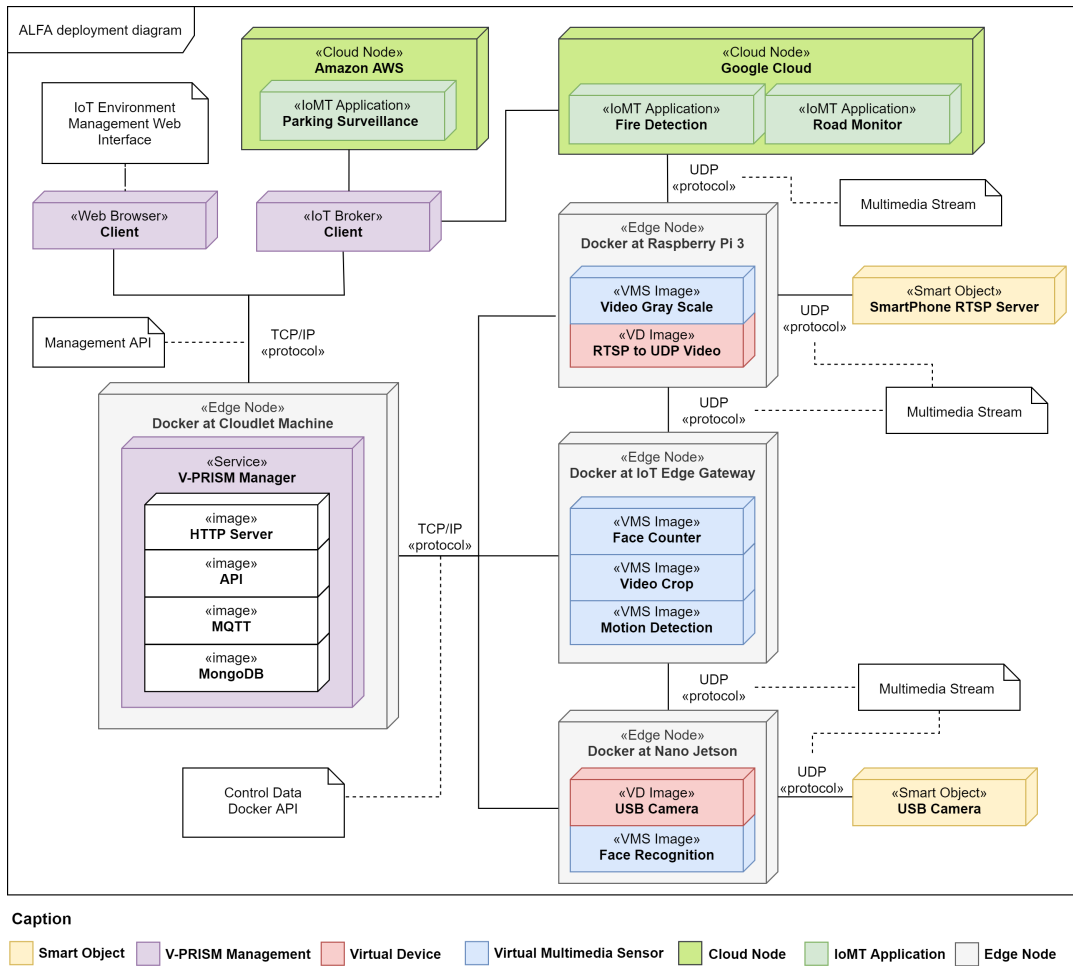 ALFA deployment diagram
«Cloud Node»
Amazon AWS
«IoMT Application»
Parking Surveillance
«Cloud Node»
Google Cloud
«IoMT Application»
Fire Detection
«IoMT Application»
Road Monitor
IoT Environment
Management Web
Interface
«Web Browser»
Client
«IoT Broker»
Client
UDP
«protocol»
Multimedia Stream
«Edge Node»
Docker at Raspberry Pi 3
«VMS Image»
Video Gray Scale
«VD Image»
RTSP to UDP Video
«Smart Object»
SmartPhone RTSP Server
UDP
«protocol»
Management API
TCP/IP
«protocol»
UDP
«protocol»
Multimedia Stream
«Edge Node»
Docker at Cloudlet Machine
«Service»
V-PRISM Manager
«image»
HTTP Server
«image»
API
«image»
MQTT
«image»
MongoDB
TCP/IP
«protocol»
«Edge Node»
Docker at IoT Edge Gateway
«VMS Image»
Face Counter
«VMS Image»
Video Crop
«VMS Image»
Motion Detection
UDP
«protocol»
Multimedia Stream
«Edge Node»
Docker at Nano Jetson
«VD Image»
USB Camera
«VMS Image»
Face Recognition
UDP
«protocol»
«Smart Object»
USB Camera
Control Data
Docker API
Caption
Smart Object
V-PRISM Management
Virtual Device
Virtual Multimedia Sensor
Cloud Node
IoMT Application
Edge Node